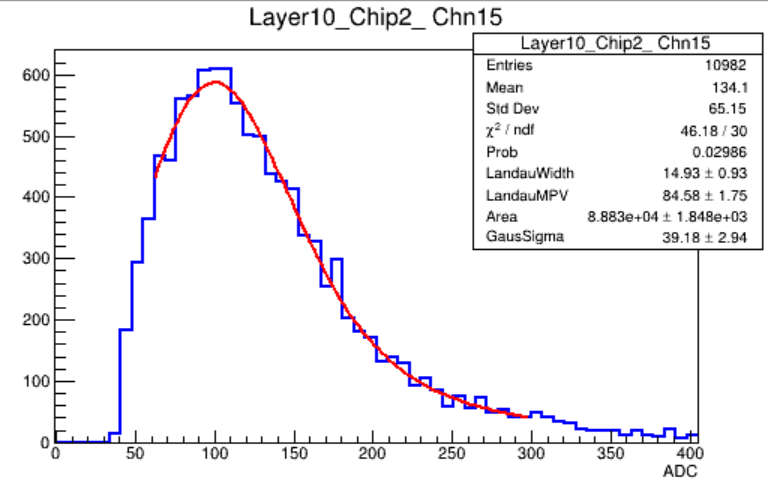 Layer10_Chip2_ Chn15
Layer10_Chip2_ Chn15
Entries 10982
Mean 134.1
Std Dev 65.15
χ² / ndf 46.18 / 30
Prob 0.02986
LandauWidth 14.93 ± 0.93
LandauMPV 84.58 ± 1.75
Area 8.883e+04 ± 1.848e+03
GausSigma 39.18 ± 2.94
600
500
400
300
200
100
0
0 50 100 150 200 250 300 350 400
ADC